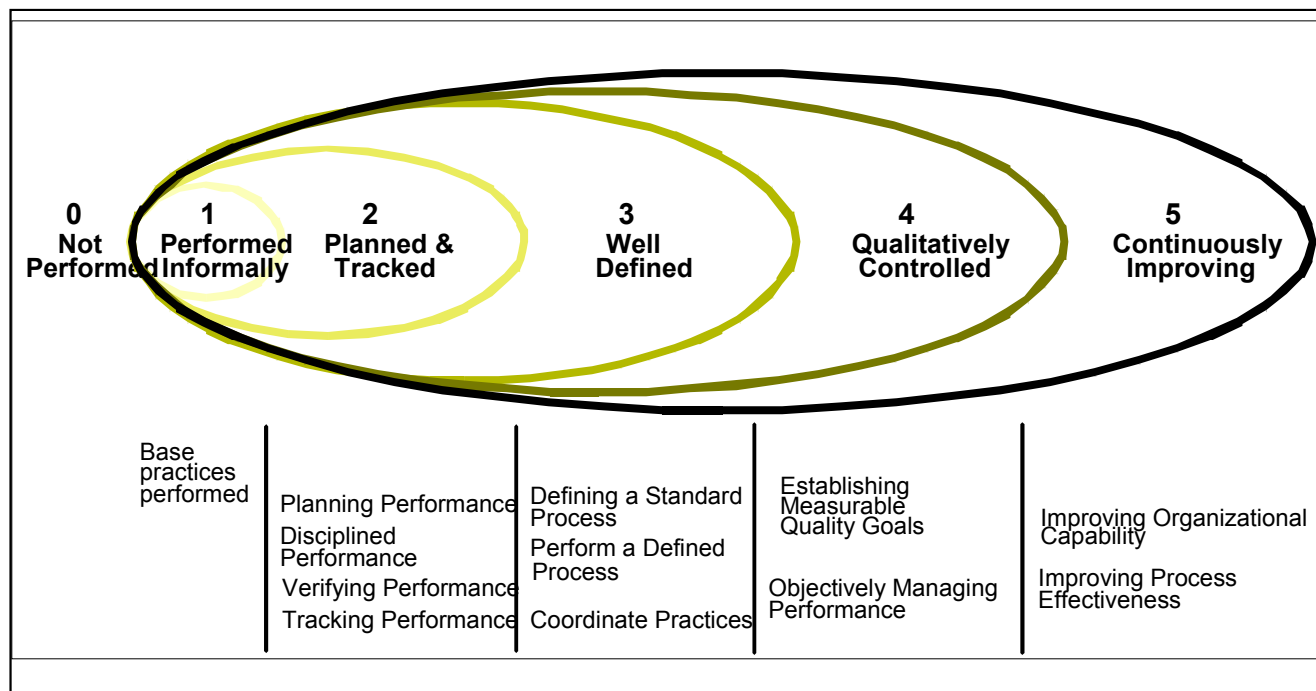 0
Not
Performed
1
Performed
Informally
2
Planned &
Tracked
3
Well
Defined
4
Qualitatively
Controlled
5
Continuously
Improving
Base
practices
performed
Planning Performance
Disciplined
Performance
Verifying Performance
Tracking Performance
Defining a Standard
Process
Perform a Defined
Process
Coordinate Practices
Establishing
Measurable
Quality Goals
Objectively Managing
Performance
Improving Organizational
Capability
Improving Process
Effectiveness